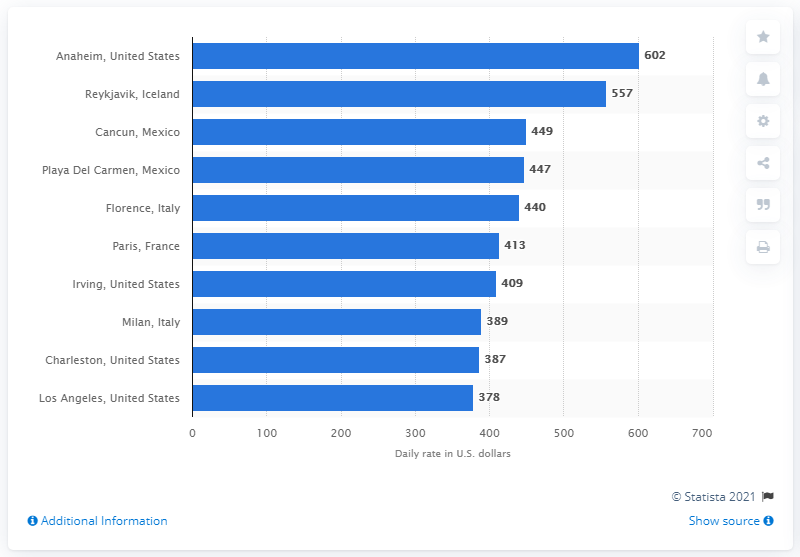 Anaheim, United States 602
Reykjavik, Iceland 557
Cancun, Mexico 449
Playa Del Carmen, Mexico 447
Florence, Italy 440
Paris, France 413
Irving, United States 409
Milan, Italy 389
Charleston, United States 387
Los Angeles, United States 378
0 100 200 300 400 500 600 700
Daily rate in U.S. dollars
© Statista 2021
Additional Information
Show source